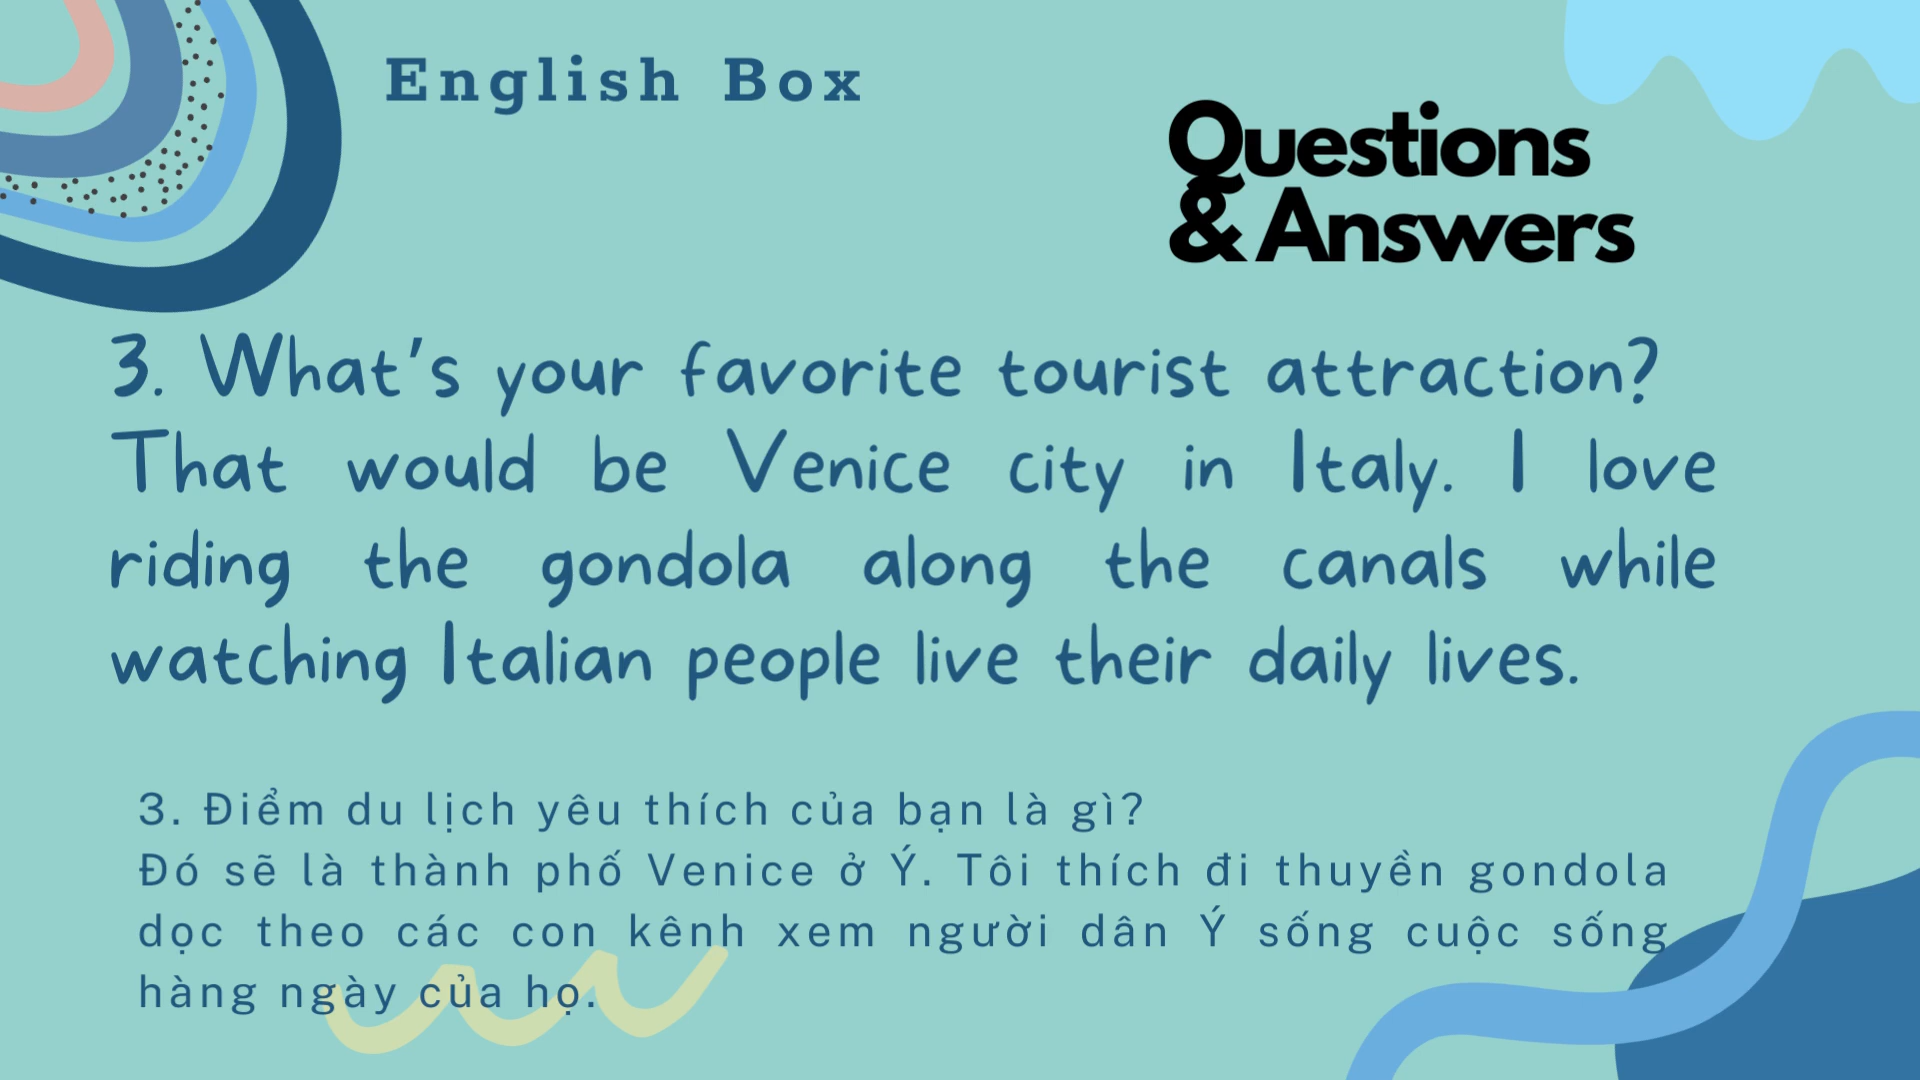 English Box
Questions
& Answers
3. What's your favorite tourist attraction?
That would be Venice city in Italy. I love
riding the gondola along the canals while
watching Italian people live their daily lives.
3. Điểm du lịch yêu thích của bạn là gì?
Đó sẽ là thành phố Venice ở Ý. Tôi thích đi thuyền gondola
dọc theo các con kênh xem người dân Ý sống cuộc sống
hàng ngày của họ.